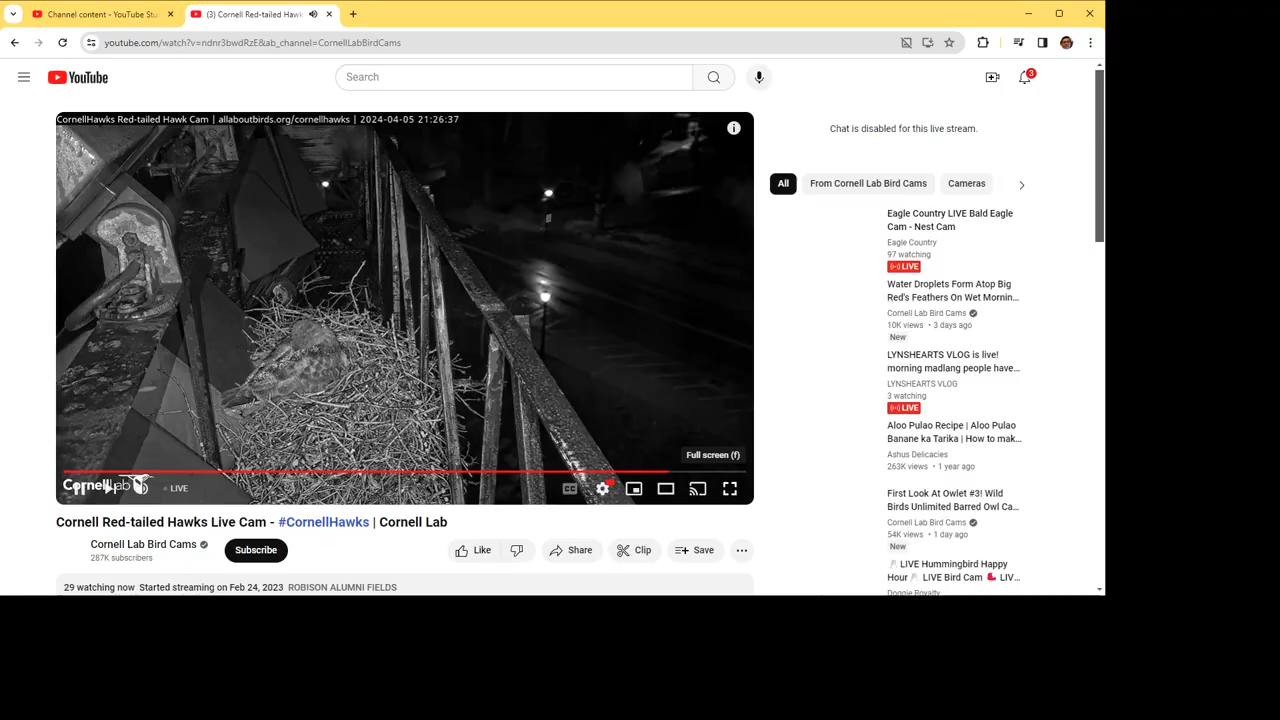 Channel content - YouTube Stu
(3) Cornell Red-tailed Hawk
youtube.com/watch?v=ndnr3bwdRzE&ab_channel=CornellLabBirdCams
YouTube
Search
3
CornellHawks Red-tailed Hawk Cam | allaboutbirds.org/cornellhawks | 2024-04-05 21:26:37
Full screen (f)
CornellLab
LIVE
CC
Cornell Red-tailed Hawks Live Cam - #CornellHawks | Cornell Lab
Cornell Lab Bird Cams
287K subscribers
Subscribe
Like
Share
Clip
Save
29 watching now Started streaming on Feb 24, 2023 ROBISON ALUMNI FIELDS
Chat is disabled for this live stream.
All
From Cornell Lab Bird Cams
Cameras
Eagle Country LIVE Bald Eagle
Cam - Nest Cam
Eagle Country
97 watching
LIVE
Water Droplets Form Atop Big
Red's Feathers On Wet Mornin...
Cornell Lab Bird Cams
10K views • 3 days ago
New
LYNSHEARTS VLOG is live!
morning madlang people have...
LYNSHEARTS VLOG
3 watching
LIVE
Aloo Pulao Recipe | Aloo Pulao
Banane ka Tarika | How to mak...
Ashus Delicacies
263K views • 1 year ago
First Look At Owlet #3! Wild
Birds Unlimited Barred Owl Ca...
Cornell Lab Bird Cams
54K views • 1 day ago
New
LIVE Hummingbird Happy
Hour LIVE Bird Cam LIV...
Doggie Royalty